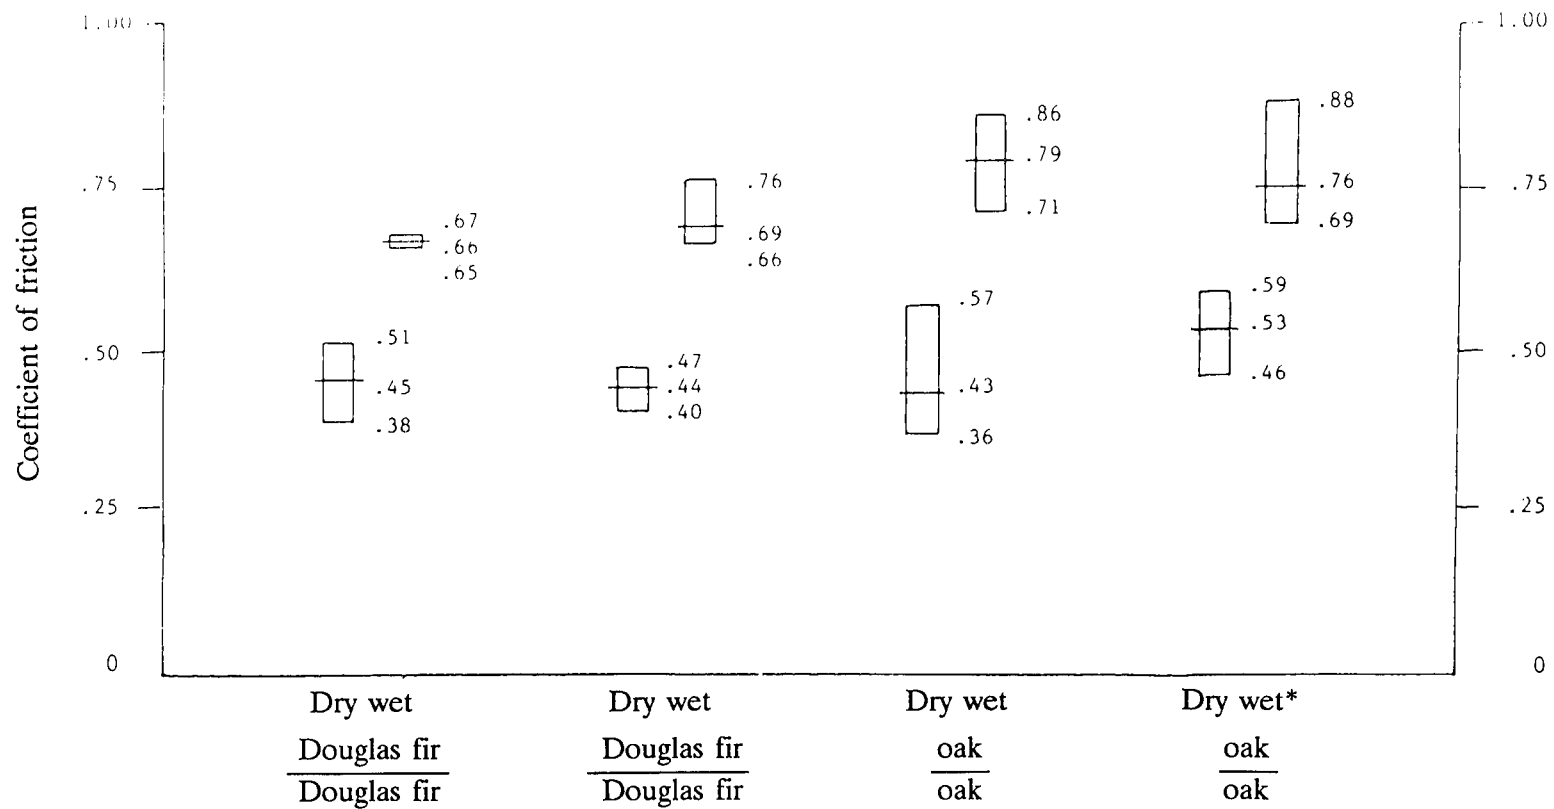 1.00
1.00
.88
.86
.79
.76
.76
.75
.75
.71
.69
.67
.69
.66
.66
.65
.59
.57
.53
.51
.50
.50
.47
.46
.45
.44
.43
.40
.38
.36
.25
.25
0
0
Coefficient of friction
Dry wet
Dry wet
Dry wet
Dry wet*
Douglas fir
Douglas fir
oak
oak
Douglas fir
Douglas fir
oak
oak